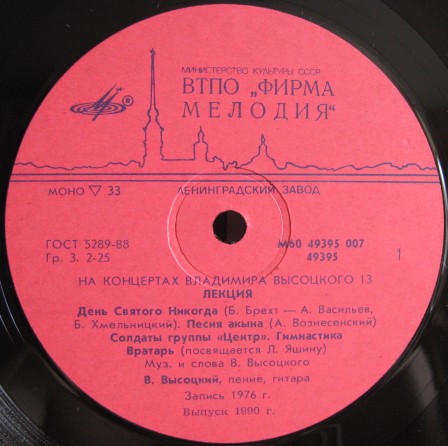 МИНИСТЕРСТВО КУЛЬТУРЫ СССР
ВТПО „ФИРМА
МЕЛОДИЯ“
®
МОНО ▽ 33 ЛЕНИНГРАДСКИЙ ЗАВОД
ГОСТ 5289-88 М60 49395 007
Гр. 3. 2-25 49395 1
НА КОНЦЕРТАХ ВЛАДИМИРА ВЫСОЦКОГО 13
ЛЕКЦИЯ
День Святого Никогда (Б. Брехт — А. Васильев,
Б. Хмельницкий). Песня акына (А. Вознесенский)
Солдаты группы «Центр». Гимнастика
Вратарь (посвящается Л. Яшину)
Муз. и слова В. Высоцкого
В. Высоцкий, пение, гитара
Запись 1976 г.
Выпуск 1990 г.